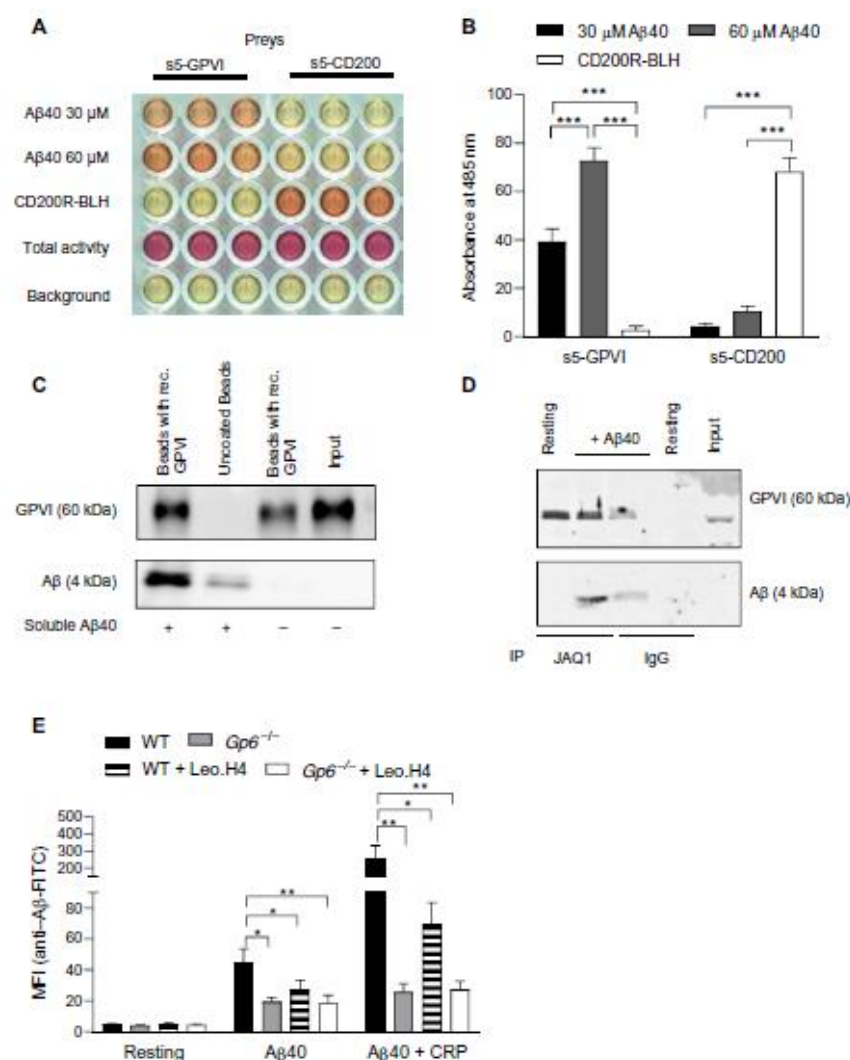 A
Preys
s5-GPVI s5-CD200
Aβ40 30 µM
Aβ40 60 µM
CD200R-BLH
Total activity
Background
B
30 µM Aβ40 60 µM Aβ40
CD200R-BLH
Absorbance at 485 nm
100
80
60
40
20
0
*** *** ***
*** ***
s5-GPVI s5-CD200
C
Beads with rec. GPVI
Uncoated Beads
Beads with rec. GPVI
Input
GPVI (60 kDa)
Aβ (4 kDa)
Soluble Aβ40 + + – –
D
Resting
+ Aβ40
Resting
Input
GPVI (60 kDa)
Aβ (4 kDa)
IP JAQ1 IgG
E
WT Gp6–/–
WT + Leo.H4 Gp6–/– + Leo.H4
MFI (anti–Aβ-FITC)
500
400
300
200
80
60
40
20
0
** * *
** * **
Resting Aβ40 Aβ40 + CRP